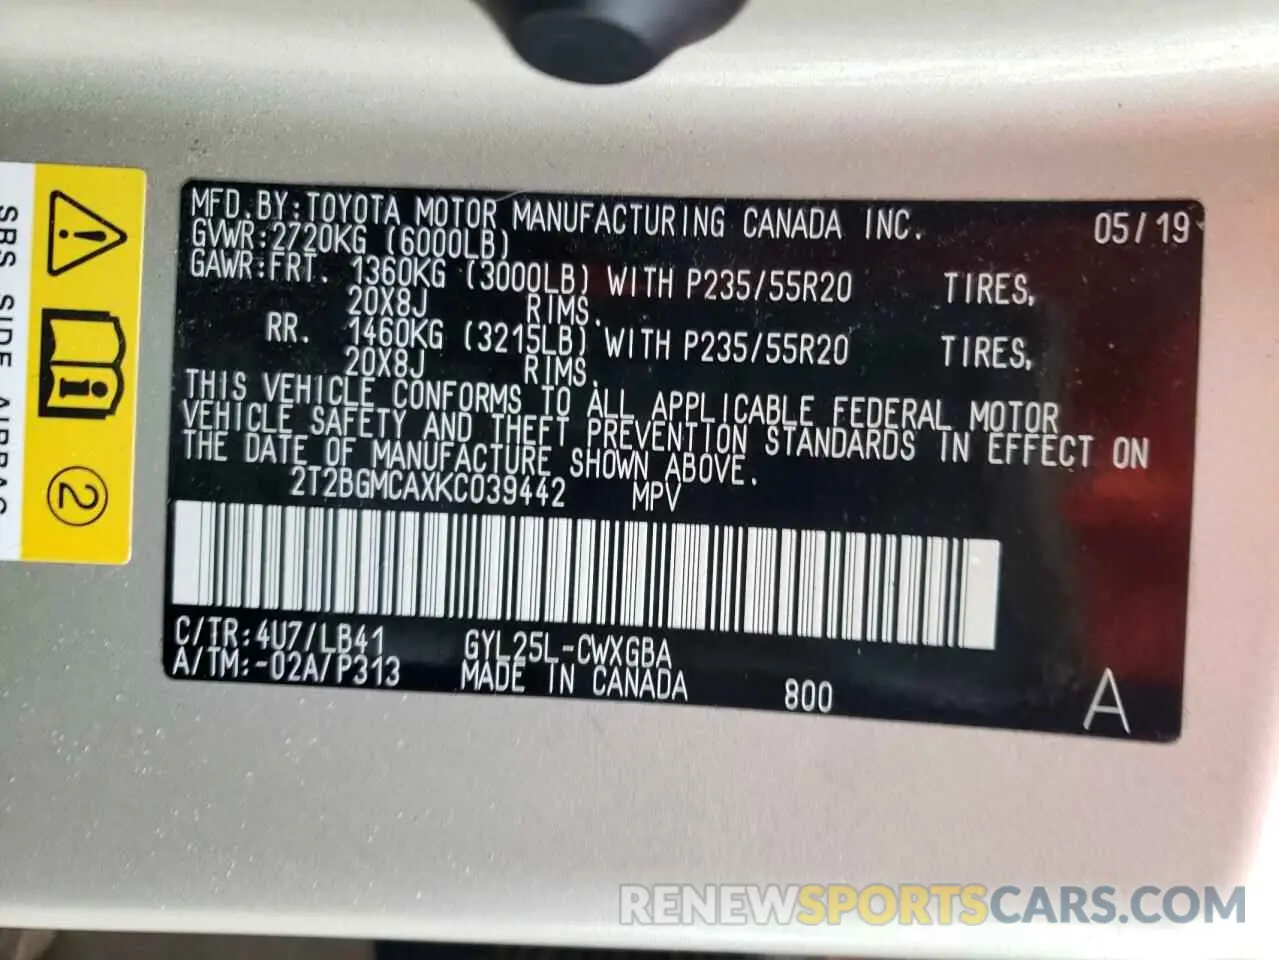 MFD.BY:TOYOTA MOTOR MANUFACTURING CANADA INC. 05/19
GVWR:2720KG (6000LB)
GAWR:FRT. 1360KG (3000LB) WITH P235/55R20 TIRES,
20X8J RIMS.
RR. 1460KG (3215LB) WITH P235/55R20 TIRES,
20X8J RIMS.
THIS VEHICLE CONFORMS TO ALL APPLICABLE FEDERAL MOTOR
VEHICLE SAFETY AND THEFT PREVENTION STANDARDS IN EFFECT ON
THE DATE OF MANUFACTURE SHOWN ABOVE.
2T2BGMCAXKC039442 MPV
C/TR:4U7/LB41 GYL25L-CWXGBA
A/TM:-02A/P313 MADE IN CANADA 800 A
SBS SIDE AIRBAG
2
RENEWSPORTSCARS.COM